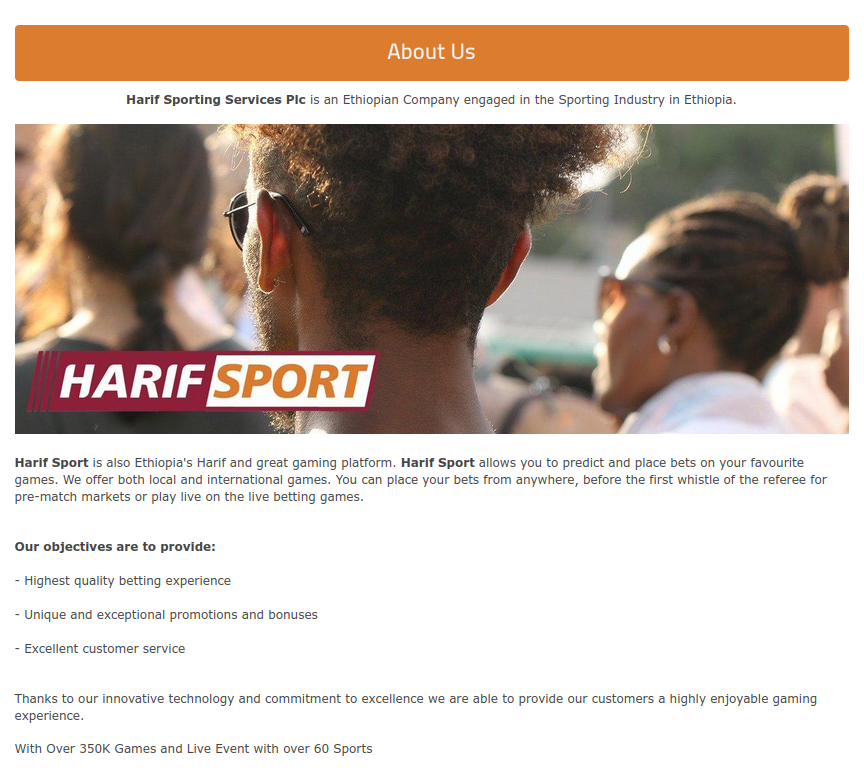 About Us
Harif Sporting Services Plc is an Ethiopian Company engaged in the Sporting Industry in Ethiopia.
HARIF SPORT
Harif Sport is also Ethiopia's Harif and great gaming platform. Harif Sport allows you to predict and place bets on your favourite
games. We offer both local and international games. You can place your bets from anywhere, before the first whistle of the referee for
pre-match markets or play live on the live betting games.
Our objectives are to provide:
- Highest quality betting experience
- Unique and exceptional promotions and bonuses
- Excellent customer service
Thanks to our innovative technology and commitment to excellence we are able to provide our customers a highly enjoyable gaming
experience.
With Over 350K Games and Live Event with over 60 Sports